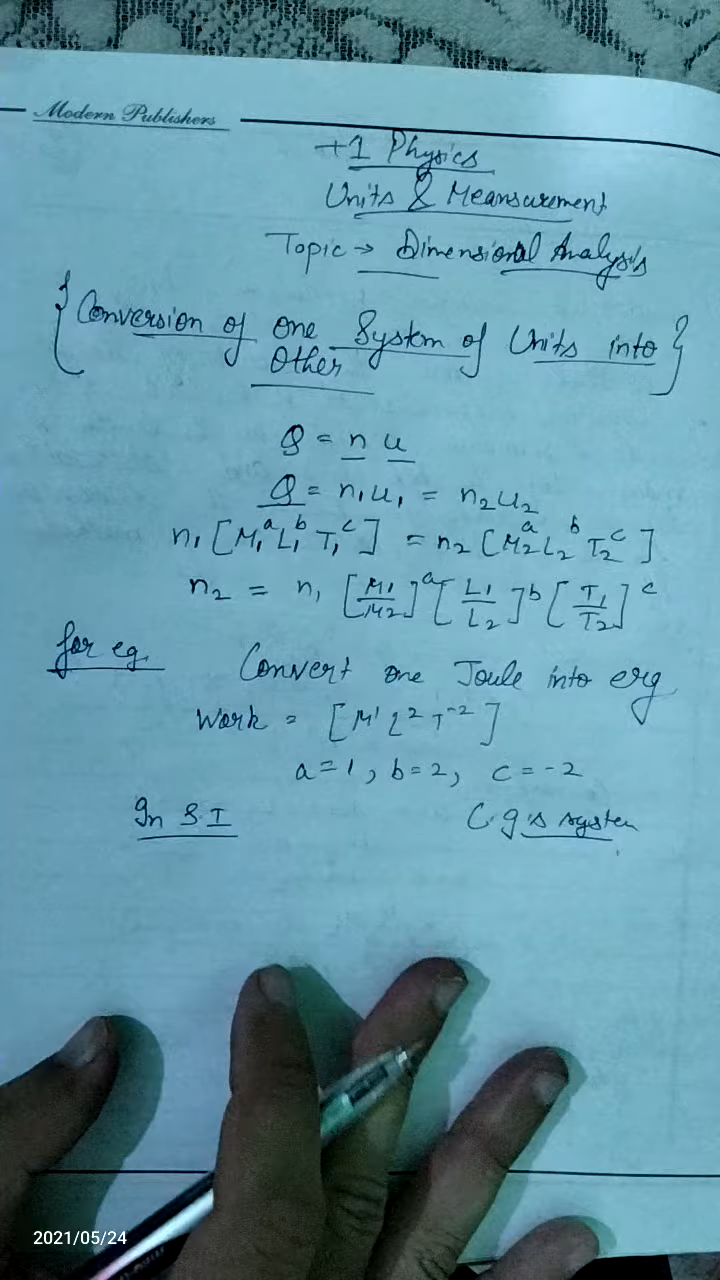 Modern Publishers
+1 Physics
Units & Meansurement
Topic → Dimensional Analysis
{Conversion of one System of Units into Other}
Q = n u
Q = n₁u₁ = n₂u₂
n₁ [M₁ᵃ L₁ᵇ T₁ᶜ] = n₂ [M₂ᵃ L₂ᵇ T₂ᶜ]
n₂ = n₁ [M₁/M₂]ᵃ [L₁/L₂]ᵇ [T₁/T₂]ᶜ
for eg. Convert one Joule into erg
Work = [M¹ L² T⁻²]
a=1, b=2, c=-2
In S.I C.g.s system
2021/05/24